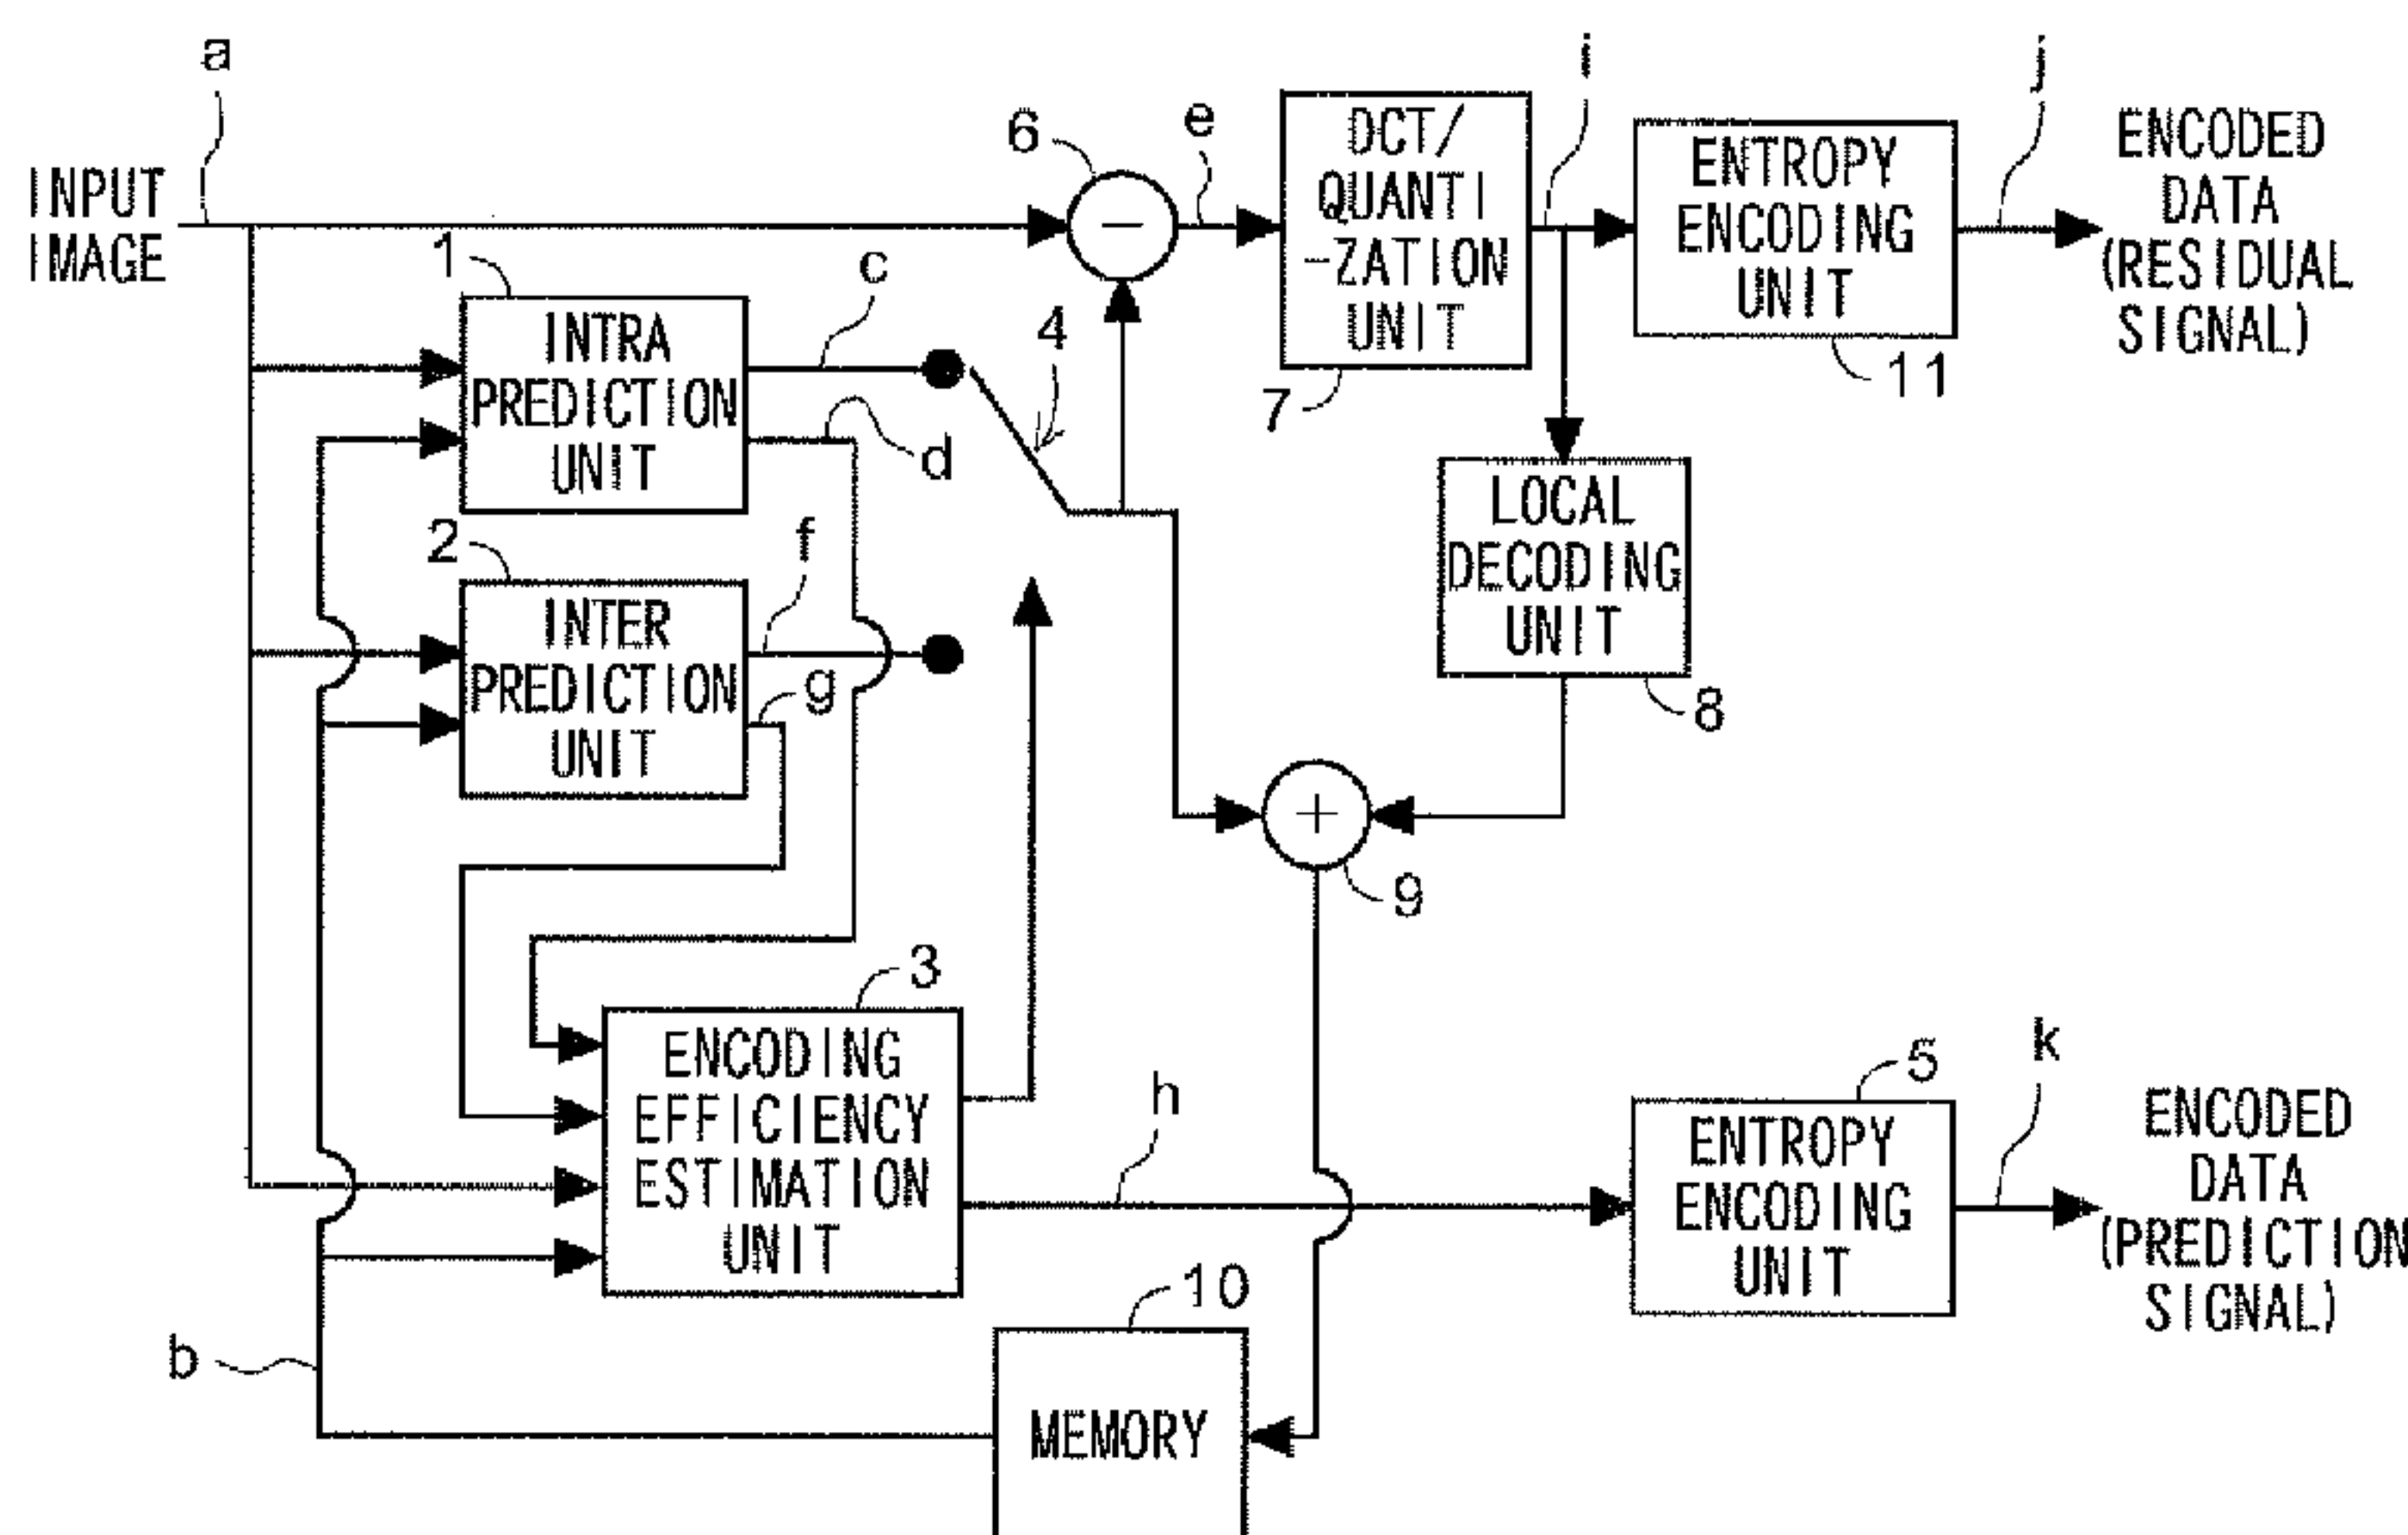 a
INPUT
IMAGE
6
e
DCT/
QUANTI
-ZATION
UNIT
7
i
ENTROPY
ENCODING
UNIT
11
j
ENCODED
DATA
(RESIDUAL
SIGNAL)
1
INTRA
PREDICTION
UNIT
c
d
4
−
2
INTER
PREDICTION
UNIT
f
g
LOCAL
DECODING
UNIT
8
+
9
3
ENCODING
EFFICIENCY
ESTIMATION
UNIT
h
5
ENTROPY
ENCODING
UNIT
k
ENCODED
DATA
(PREDICTION
SIGNAL)
b
10
MEMORY